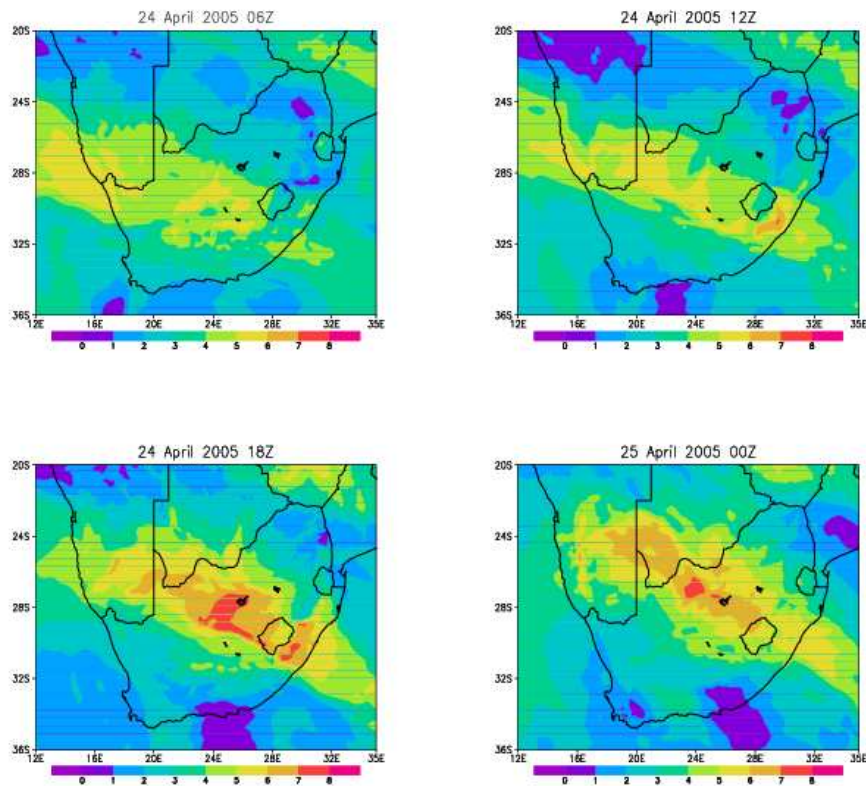 24 April 2005 06Z
20S
24S
28S
32S
36S
12E 16E 20E 24E 28E 32E 35E
0 1 2 3 4 5 6 7 8
24 April 2005 12Z
20S
24S
28S
32S
36S
12E 16E 20E 24E 28E 32E 35E
0 1 2 3 4 5 6 7 8
24 April 2005 18Z
20S
24S
28S
32S
36S
12E 16E 20E 24E 28E 32E 35E
0 1 2 3 4 5 6 7 8
25 April 2005 00Z
20S
24S
28S
32S
36S
12E 16E 20E 24E 28E 32E 35E
0 1 2 3 4 5 6 7 8